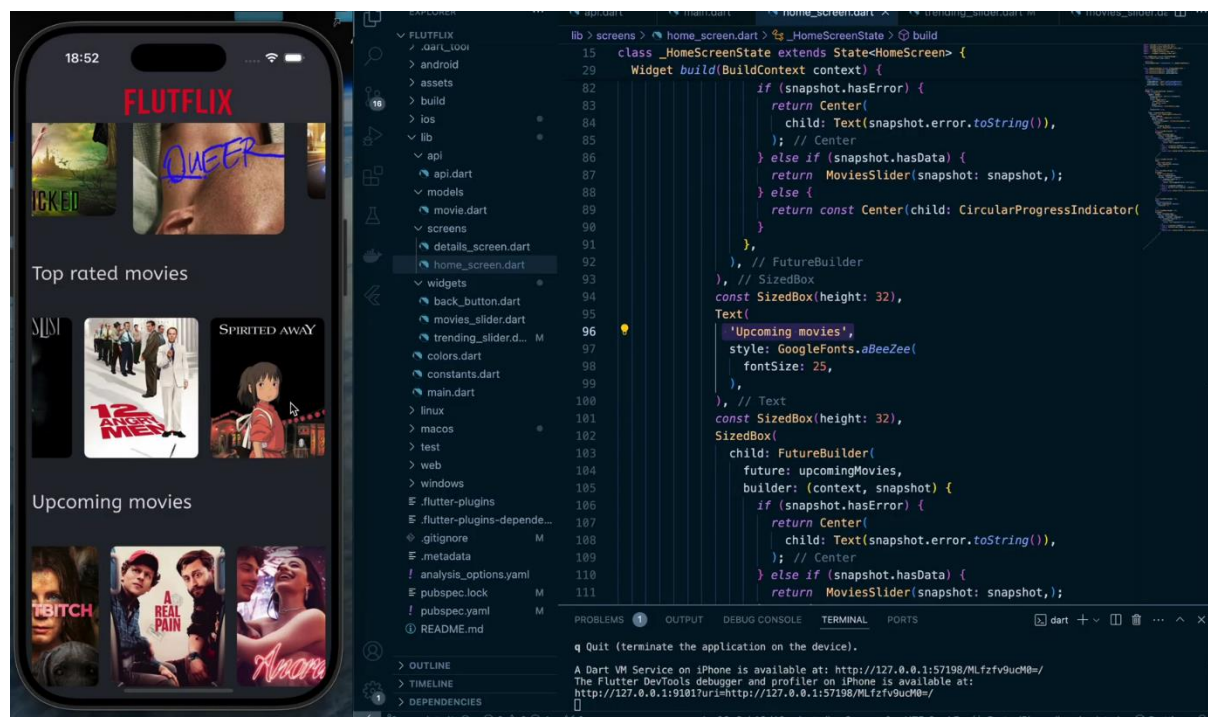 18:52
FLUTFLIX
ICKED
QUEER
Top rated movies
12
ANGRY
MEN
SPIRITED AWAY
Upcoming movies
TBITCH
A
REAL
PAIN
EXPLORER
FLUTFLIX
.dart_tool
android
assets
build
ios
lib
api
api.dart
models
movie.dart
screens
details_screen.dart
home_screen.dart
widgets
back_button.dart
movies_slider.dart
trending_slider.d... M
colors.dart
constants.dart
main.dart
linux
macos
test
web
windows
.flutter-plugins
.flutter-plugins-depende...
.gitignore M
.metadata
analysis_options.yaml
pubspec.lock M
pubspec.yaml M
README.md
OUTLINE
TIMELINE
DEPENDENCIES
16
1
api.dart main.dart home_screen.dart trending_slider.dart M
lib > screens > home_screen.dart > _HomeScreenState > build
15 class _HomeScreenState extends State<HomeScreen> {
29 Widget build(BuildContext context) {
82 if (snapshot.hasError) {
83 return Center(
84 child: Text(snapshot.error.toString()),
85 ); // Center
86 } else if (snapshot.hasData) {
87 return MoviesSlider(snapshot: snapshot,);
88 } else {
89 return const Center(child: CircularProgressIndicator(
90 }
91 },
92 ), // FutureBuilder
93 ), // SizedBox
94 const SizedBox(height: 32),
95 Text(
96 'Upcoming movies',
97 style: GoogleFonts.aBeeZee(
98 fontSize: 25,
99 ),
100 ), // Text
101 const SizedBox(height: 32),
102 SizedBox(
103 child: FutureBuilder(
104 future: upcomingMovies,
105 builder: (context, snapshot) {
106 if (snapshot.hasError) {
107 return Center(
108 child: Text(snapshot.error.toString()),
109 ); // Center
110 } else if (snapshot.hasData) {
111 return MoviesSlider(snapshot: snapshot,);
PROBLEMS 1 OUTPUT DEBUG CONSOLE TERMINAL PORTS dart
q Quit (terminate the application on the device).
A Dart VM Service on iPhone is available at: http://127.0.0.1:57198/MLfzfv9ucM0=/
The Flutter DevTools debugger and profiler on iPhone is available at:
http://127.0.0.1:9101?uri=http://127.0.0.1:57198/MLfzfv9ucM0=/